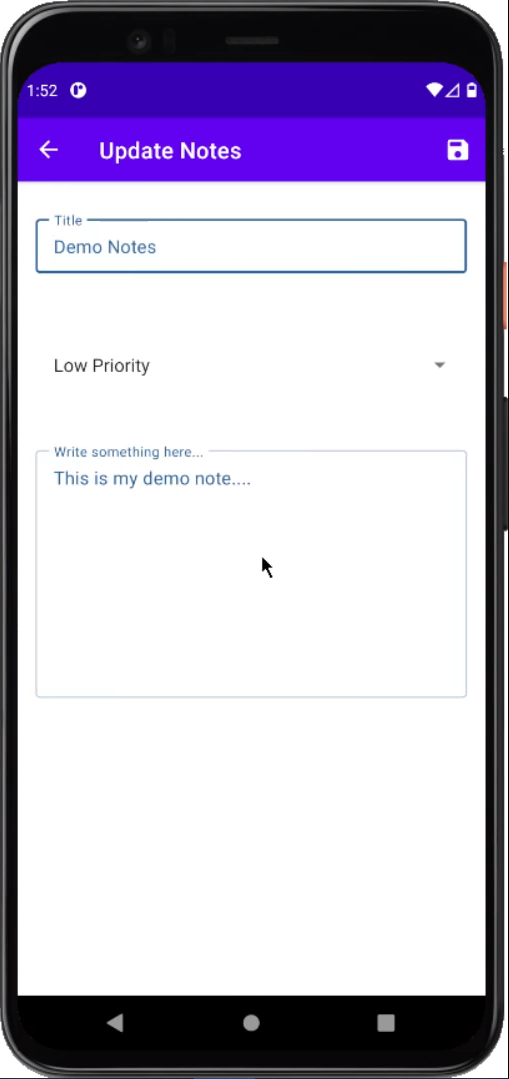 1:52
Update Notes
Title
Demo Notes
Low Priority
Write something here...
This is my demo note....